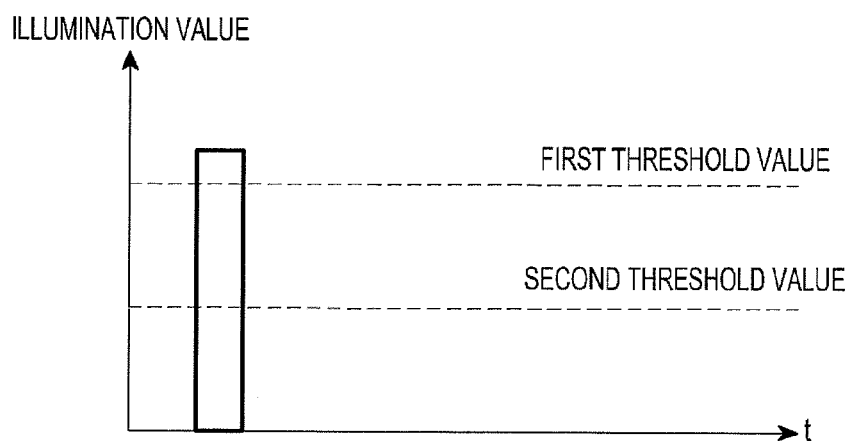 ILLUMINATION VALUE
FIRST THRESHOLD VALUE
SECOND THRESHOLD VALUE
t